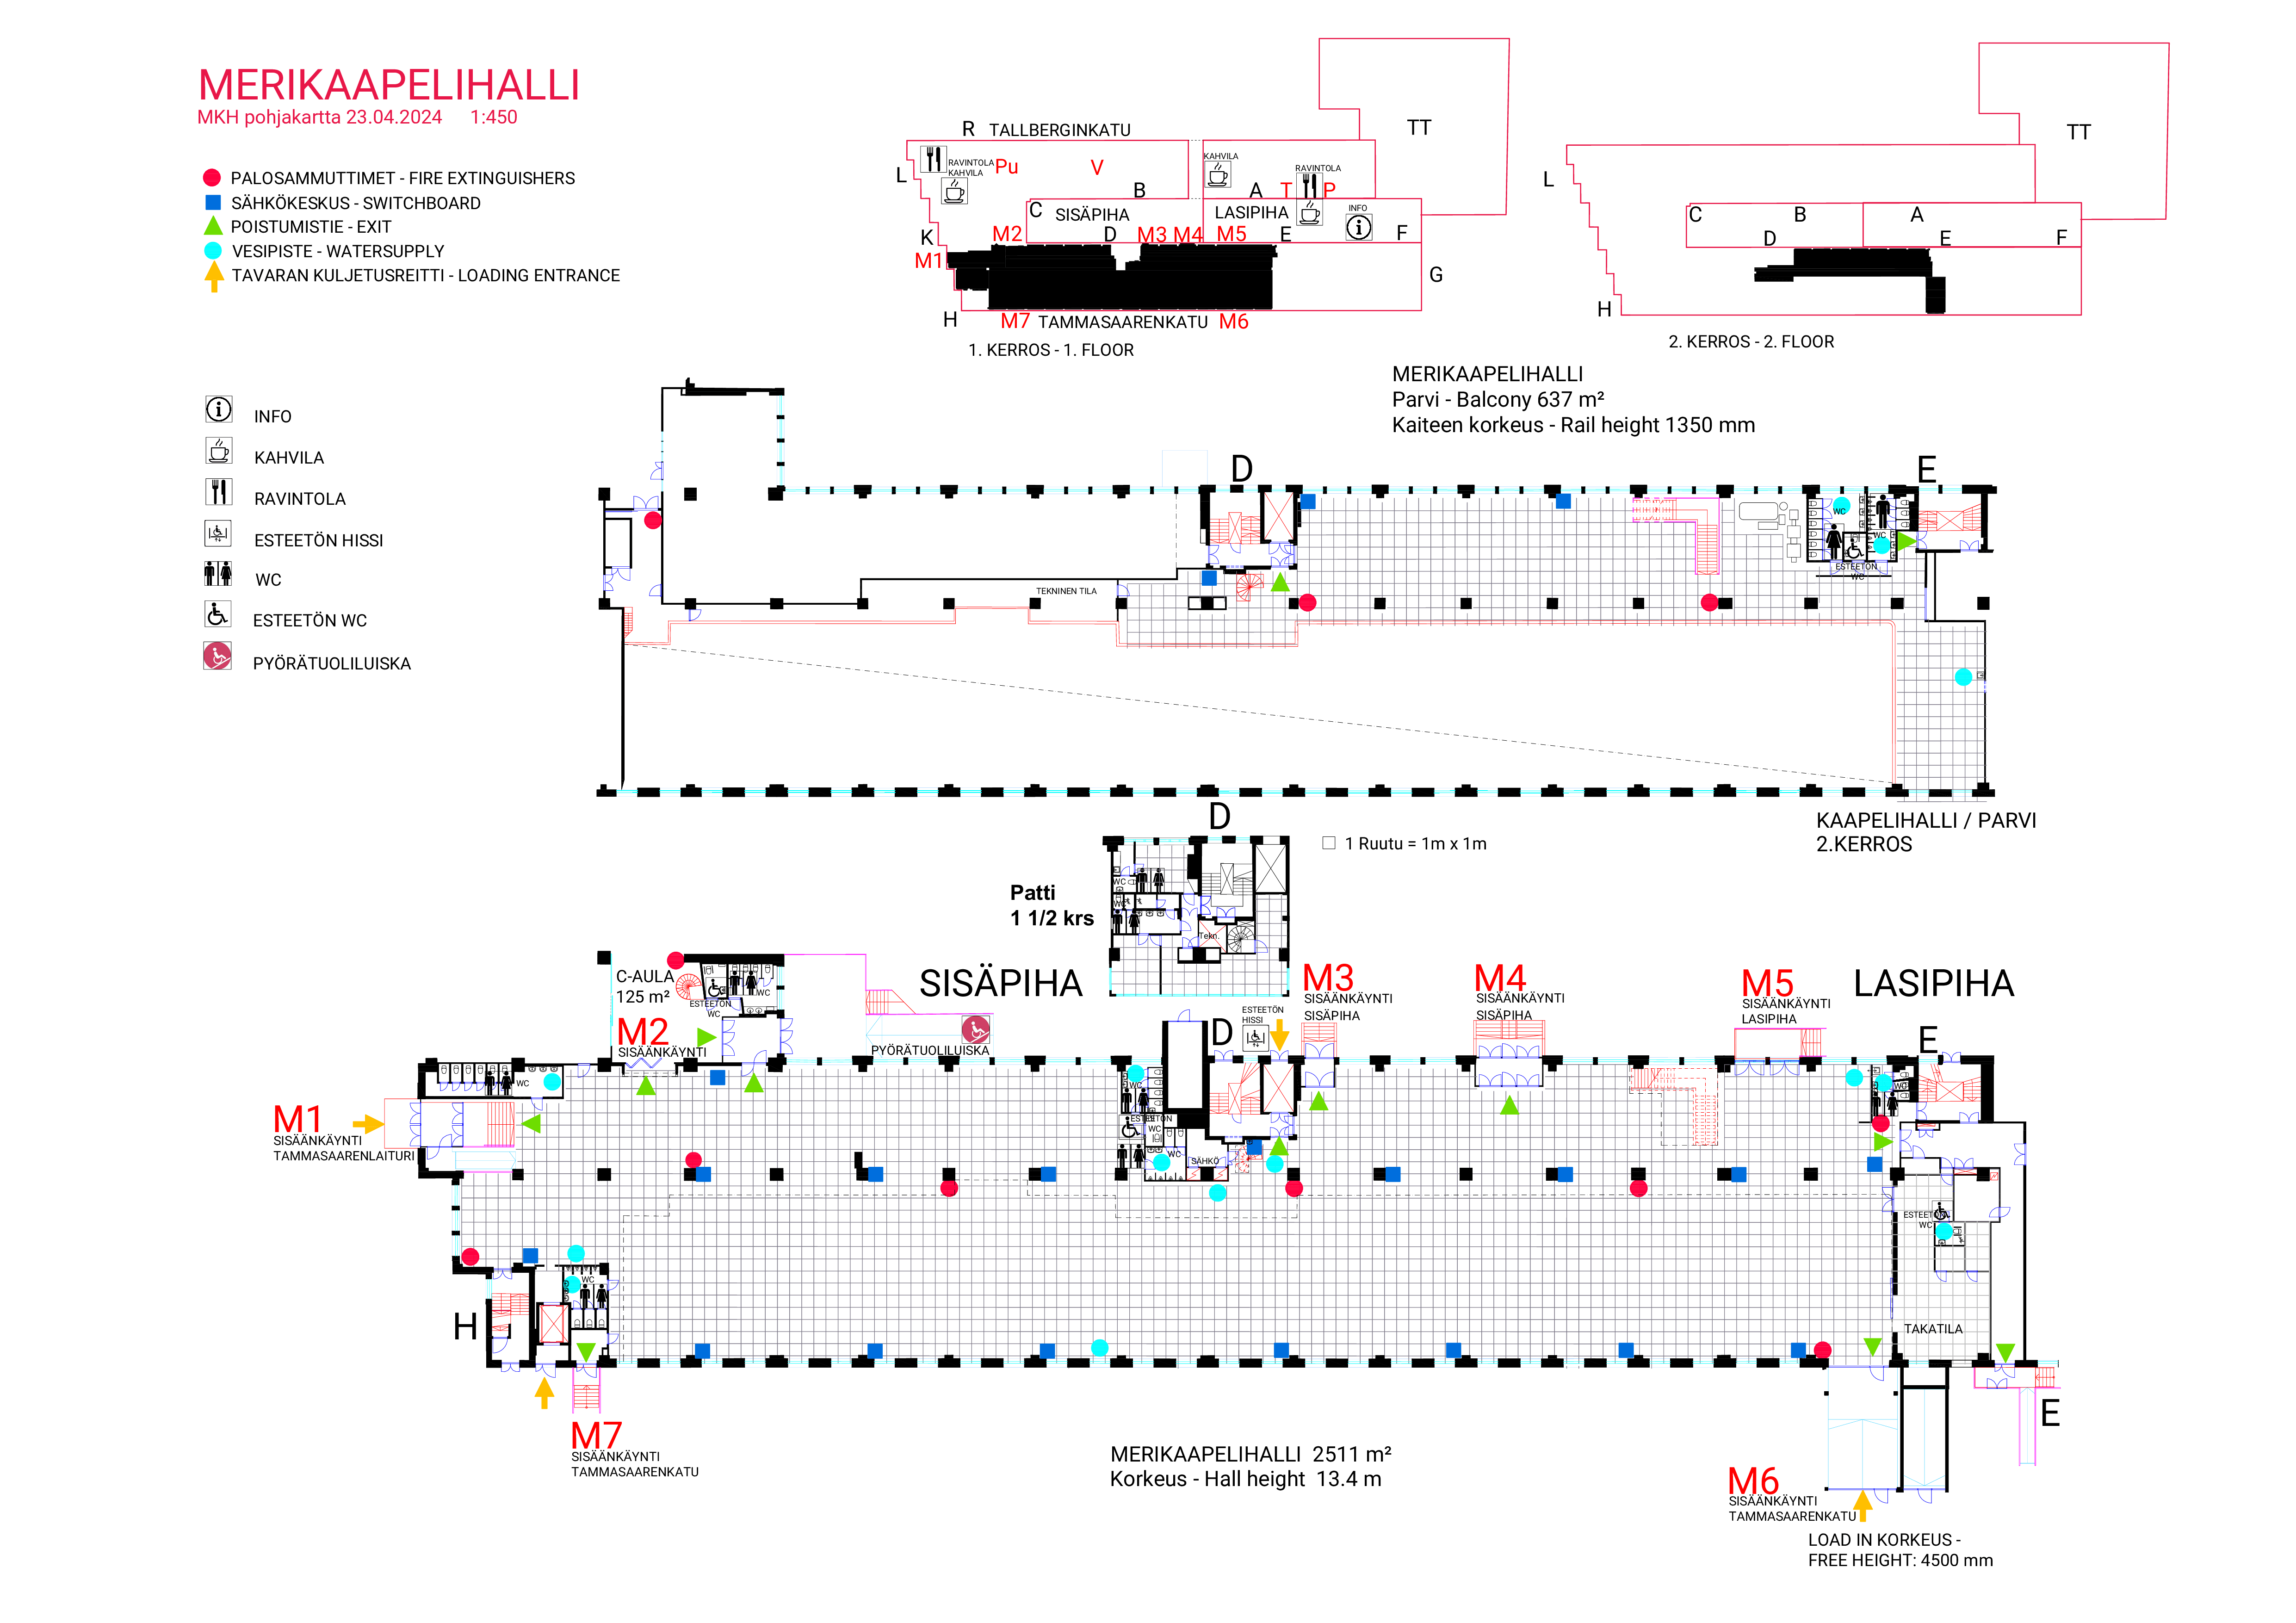 MERIKAAPELIHALLI
MKH pohjakartta 23.04.2024 1:450
PALOSAMMUTTIMET - FIRE EXTINGUISHERS
SÄHKÖKESKUS - SWITCHBOARD
POISTUMISTIE - EXIT
VESIPISTE - WATERSUPPLY
TAVARAN KULJETUSREITTI - LOADING ENTRANCE
INFO
KAHVILA
RAVINTOLA
ESTEETÖN HISSI
WC
ESTEETÖN WC
PYÖRÄTUOLILUISKA
R TALLBERGINKATU
TT
RAVINTOLA
KAHVILA
Pu
V
KAHVILA
RAVINTOLA
L
B
A
T
P
C
SISÄPIHA
LASIPIHA
INFO
K
M2
D
M3
M4
M5
E
F
M1
G
H
M7 TAMMASAARENKATU M6
1. KERROS - 1. FLOOR
TT
L
C
B
A
D
E
F
H
2. KERROS - 2. FLOOR
MERIKAAPELIHALLI
Parvi - Balcony 637 m²
Kaiteen korkeus - Rail height 1350 mm
D
E
WC
WC
ESTEETÖN
WC
TEKNINEN TILA
KAAPELIHALLI / PARVI
2.KERROS
D
1 Ruutu = 1m x 1m
Patti
1 1/2 krs
WC
WC
Tekn.
C-AULA
125 m²
ESTEETÖN
WC
WC
M2
SISÄÄNKÄYNTI
SISÄPIHA
PYÖRÄTUOLILUISKA
D
ESTEETÖN
HISSI
M3
SISÄÄNKÄYNTI
SISÄPIHA
M4
SISÄÄNKÄYNTI
SISÄPIHA
M5
SISÄÄNKÄYNTI
LASIPIHA
LASIPIHA
E
WC
WC
WC
M1
SISÄÄNKÄYNTI
TAMMASAARENLAITURI
ESTEETÖN
WC
WC
SÄHKÖ
ESTEETÖN
WC
WC
H
TAKATILA
E
M7
SISÄÄNKÄYNTI
TAMMASAARENKATU
MERIKAAPELIHALLI 2511 m²
Korkeus - Hall height 13.4 m
M6
SISÄÄNKÄYNTI
TAMMASAARENKATU
LOAD IN KORKEUS -
FREE HEIGHT: 4500 mm